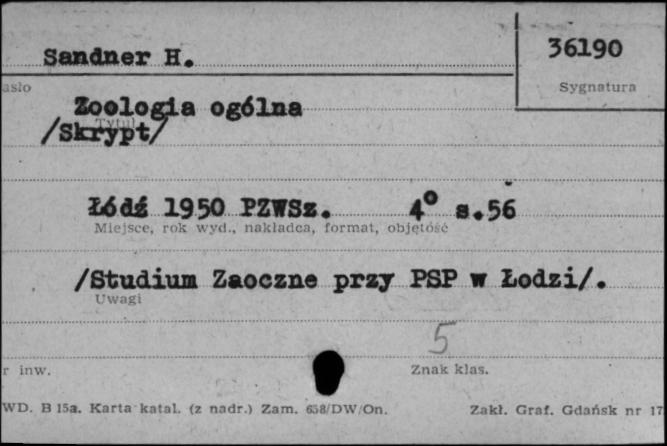 Sandner H.
36190
Sygnatura
asło
Zoologia ogólna
Tytuł
/Skrypt/
Łódź 1950 PZWSz. 4° s.56
Miejsce, rok wyd., nakładca, format, objętość
/Studium Zaoczne przy PSP w Łodzi/.
Uwagi
5
r inw.
Znak klas.
WD. B 15a. Karta katal. (z nadr.) Zam. 658/DW/On. Zakł. Graf. Gdańsk nr 17